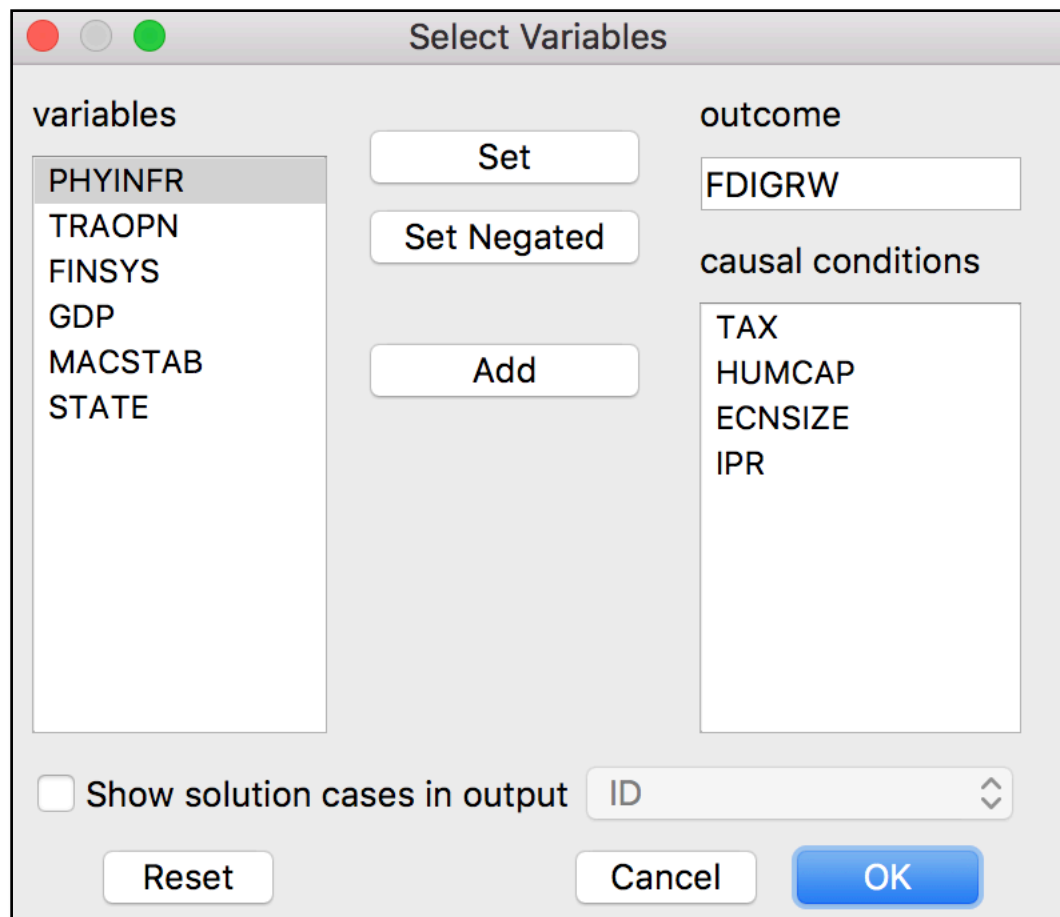 Select Variables
variables
PHYINFR
TRAOPN
FINSYS
GDP
MACSTAB
STATE
Set
Set Negated
Add
outcome
FDIGRW
causal conditions
TAX
HUMCAP
ECNSIZE
IPR
Show solution cases in output
ID
Reset
Cancel
OK